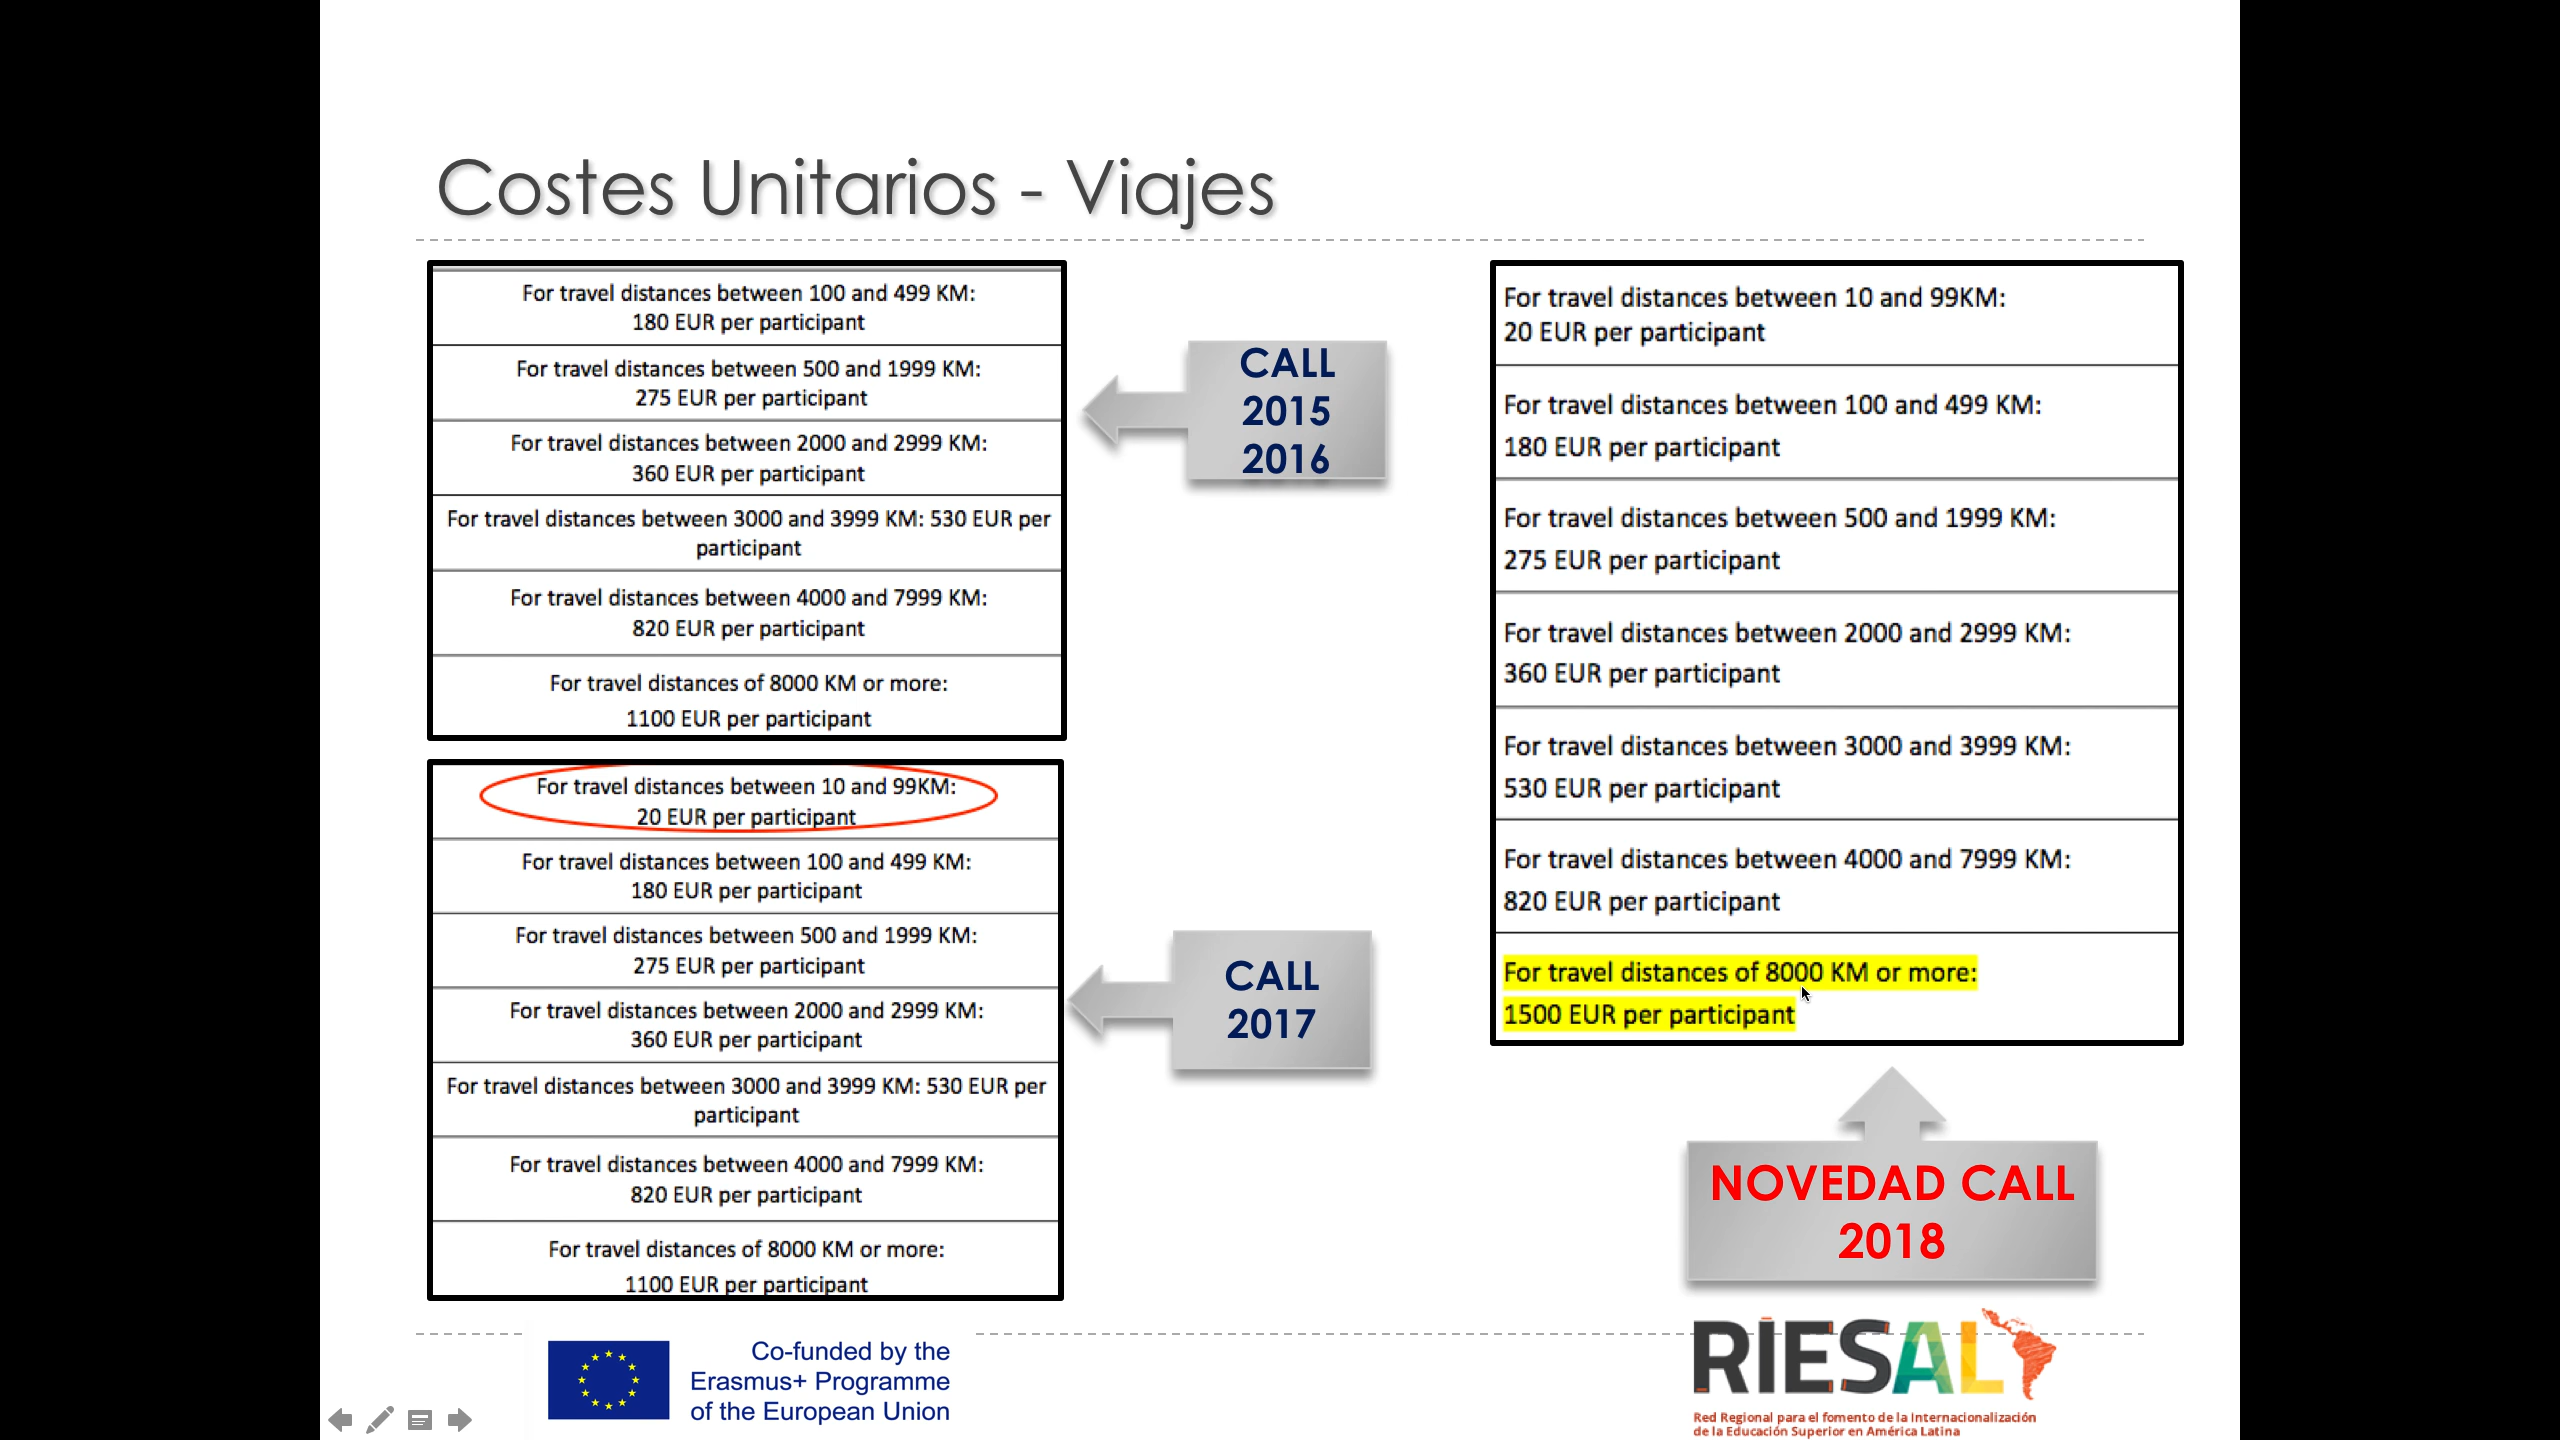 Costes Unitarios - Viajes
For travel distances between 100 and 499 KM:
180 EUR per participant
For travel distances between 500 and 1999 KM:
275 EUR per participant
For travel distances between 2000 and 2999 KM:
360 EUR per participant
For travel distances between 3000 and 3999 KM: 530 EUR per
participant
For travel distances between 4000 and 7999 KM:
820 EUR per participant
For travel distances of 8000 KM or more:
1100 EUR per participant
CALL
2015
2016
For travel distances between 10 and 99KM:
20 EUR per participant
For travel distances between 100 and 499 KM:
180 EUR per participant
For travel distances between 500 and 1999 KM:
275 EUR per participant
For travel distances between 2000 and 2999 KM:
360 EUR per participant
For travel distances between 3000 and 3999 KM: 530 EUR per
participant
For travel distances between 4000 and 7999 KM:
820 EUR per participant
For travel distances of 8000 KM or more:
1100 EUR per participant
CALL
2017
For travel distances between 10 and 99KM:
20 EUR per participant
For travel distances between 100 and 499 KM:
180 EUR per participant
For travel distances between 500 and 1999 KM:
275 EUR per participant
For travel distances between 2000 and 2999 KM:
360 EUR per participant
For travel distances between 3000 and 3999 KM:
530 EUR per participant
For travel distances between 4000 and 7999 KM:
820 EUR per participant
For travel distances of 8000 KM or more:
1500 EUR per participant
NOVEDAD CALL
2018
Co-funded by the
Erasmus+ Programme
of the European Union
RIESAL
Red Regional para el fomento de la Internacionalización
de la Educación Superior en América Latina